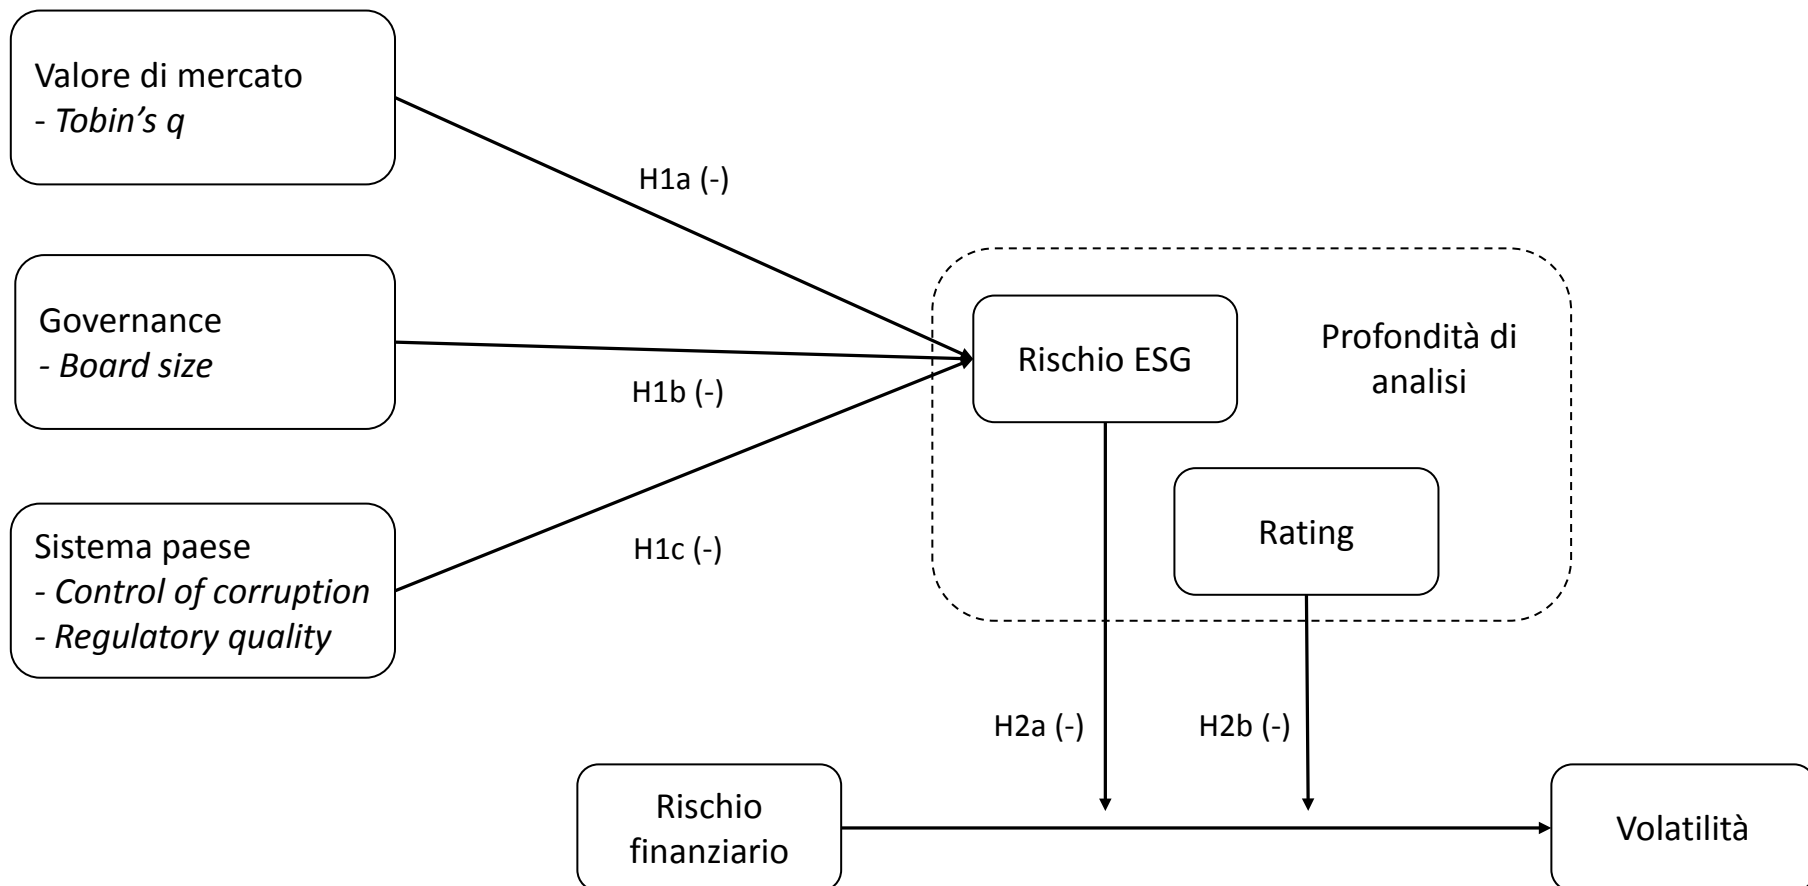 Valore di mercato
- Tobin’s q
H1a (-)
Governance
- Board size
H1b (-)
Sistema paese
- Control of corruption
- Regulatory quality
H1c (-)
Rischio ESG
Profondità di
analisi
Rating
H2a (-)
H2b (-)
Rischio
finanziario
Volatilità